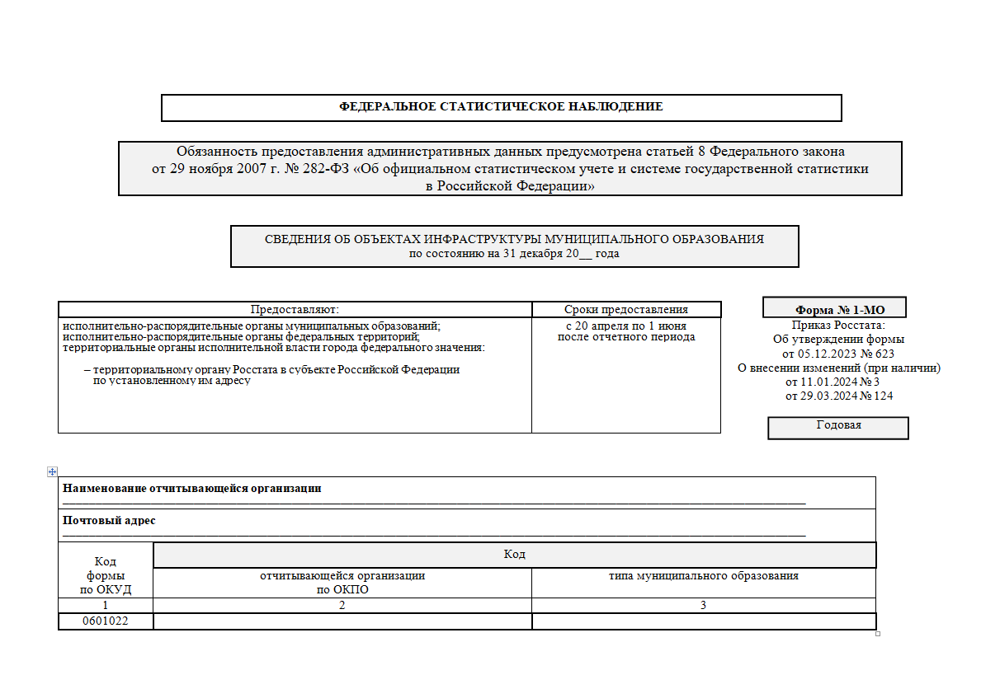 ФЕДЕРАЛЬНОЕ СТАТИСТИЧЕСКОЕ НАБЛЮДЕНИЕ
Обязанность предоставления административных данных предусмотрена статьей 8 Федерального закона
от 29 ноября 2007 г. № 282-ФЗ «Об официальном статистическом учете и системе государственной статистики
в Российской Федерации»
СВЕДЕНИЯ ОБ ОБЪЕКТАХ ИНФРАСТРУКТУРЫ МУНИЦИПАЛЬНОГО ОБРАЗОВАНИЯ
по состоянию на 31 декабря 20__ года
Предоставляют:
Сроки предоставления
исполнительно-распорядительные органы муниципальных образований;
исполнительно-распорядительные органы федеральных территорий;
территориальные органы исполнительной власти города федерального значения:
– территориальному органу Росстата в субъекте Российской Федерации
по установленному им адресу
с 20 апреля по 1 июня
после отчетного периода
Форма № 1-МО
Приказ Росстата:
Об утверждении формы
от 05.12.2023 № 623
О внесении изменений (при наличии)
от 11.01.2024 № 3
от 29.03.2024 № 124
Годовая
Наименование отчитывающейся организации
Почтовый адрес
Код
формы
по ОКУД
Код
отчитывающейся организации
по ОКПО
типа муниципального образования
1
2
3
0601022